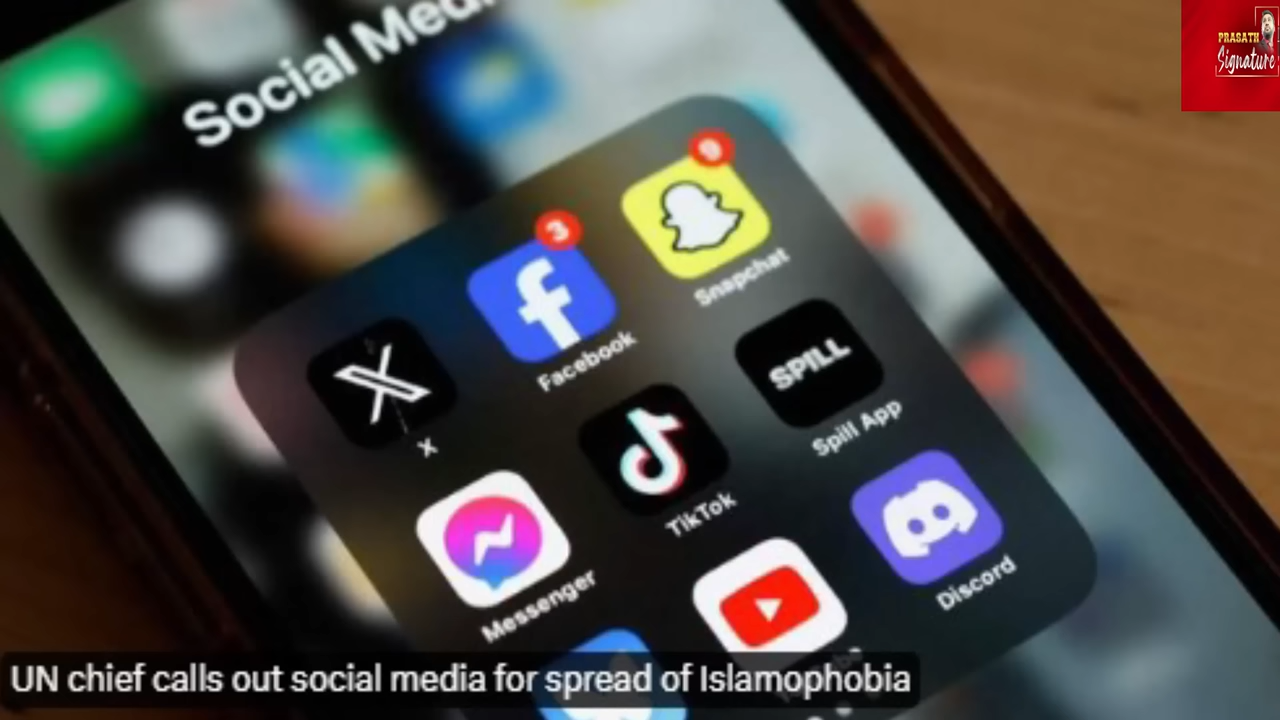 Social Med
PRASATH
Signature
9
3
Snapchat
Facebook
X
SPILL
Spill App
TikTok
Messenger
Discord
UN chief calls out social media for spread of Islamophobia